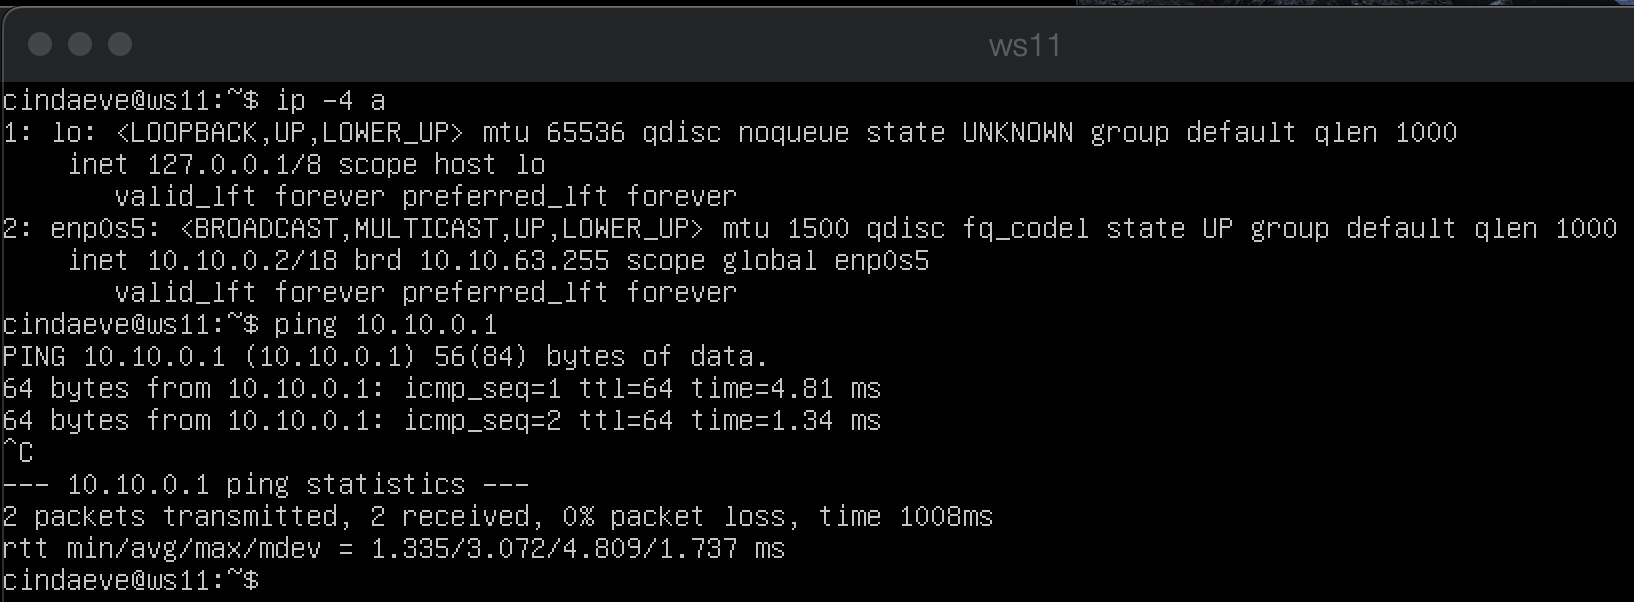 ws11
cindaeve@ws11:~$ ip -4 a
1: lo: <LOOPBACK,UP,LOWER_UP> mtu 65536 qdisc noqueue state UNKNOWN group default qlen 1000
    inet 127.0.0.1/8 scope host lo
       valid_lft forever preferred_lft forever
2: enp0s5: <BROADCAST,MULTICAST,UP,LOWER_UP> mtu 1500 qdisc fq_codel state UP group default qlen 1000
    inet 10.10.0.2/18 brd 10.10.63.255 scope global enp0s5
       valid_lft forever preferred_lft forever
cindaeve@ws11:~$ ping 10.10.0.1
PING 10.10.0.1 (10.10.0.1) 56(84) bytes of data.
64 bytes from 10.10.0.1: icmp_seq=1 ttl=64 time=4.81 ms
64 bytes from 10.10.0.1: icmp_seq=2 ttl=64 time=1.34 ms
^C
--- 10.10.0.1 ping statistics ---
2 packets transmitted, 2 received, 0% packet loss, time 1008ms
rtt min/avg/max/mdev = 1.335/3.072/4.809/1.737 ms
cindaeve@ws11:~$